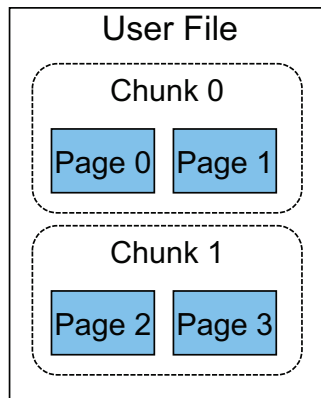 User File
Chunk 0
Page 0 Page 1
Chunk 1
Page 2 Page 3